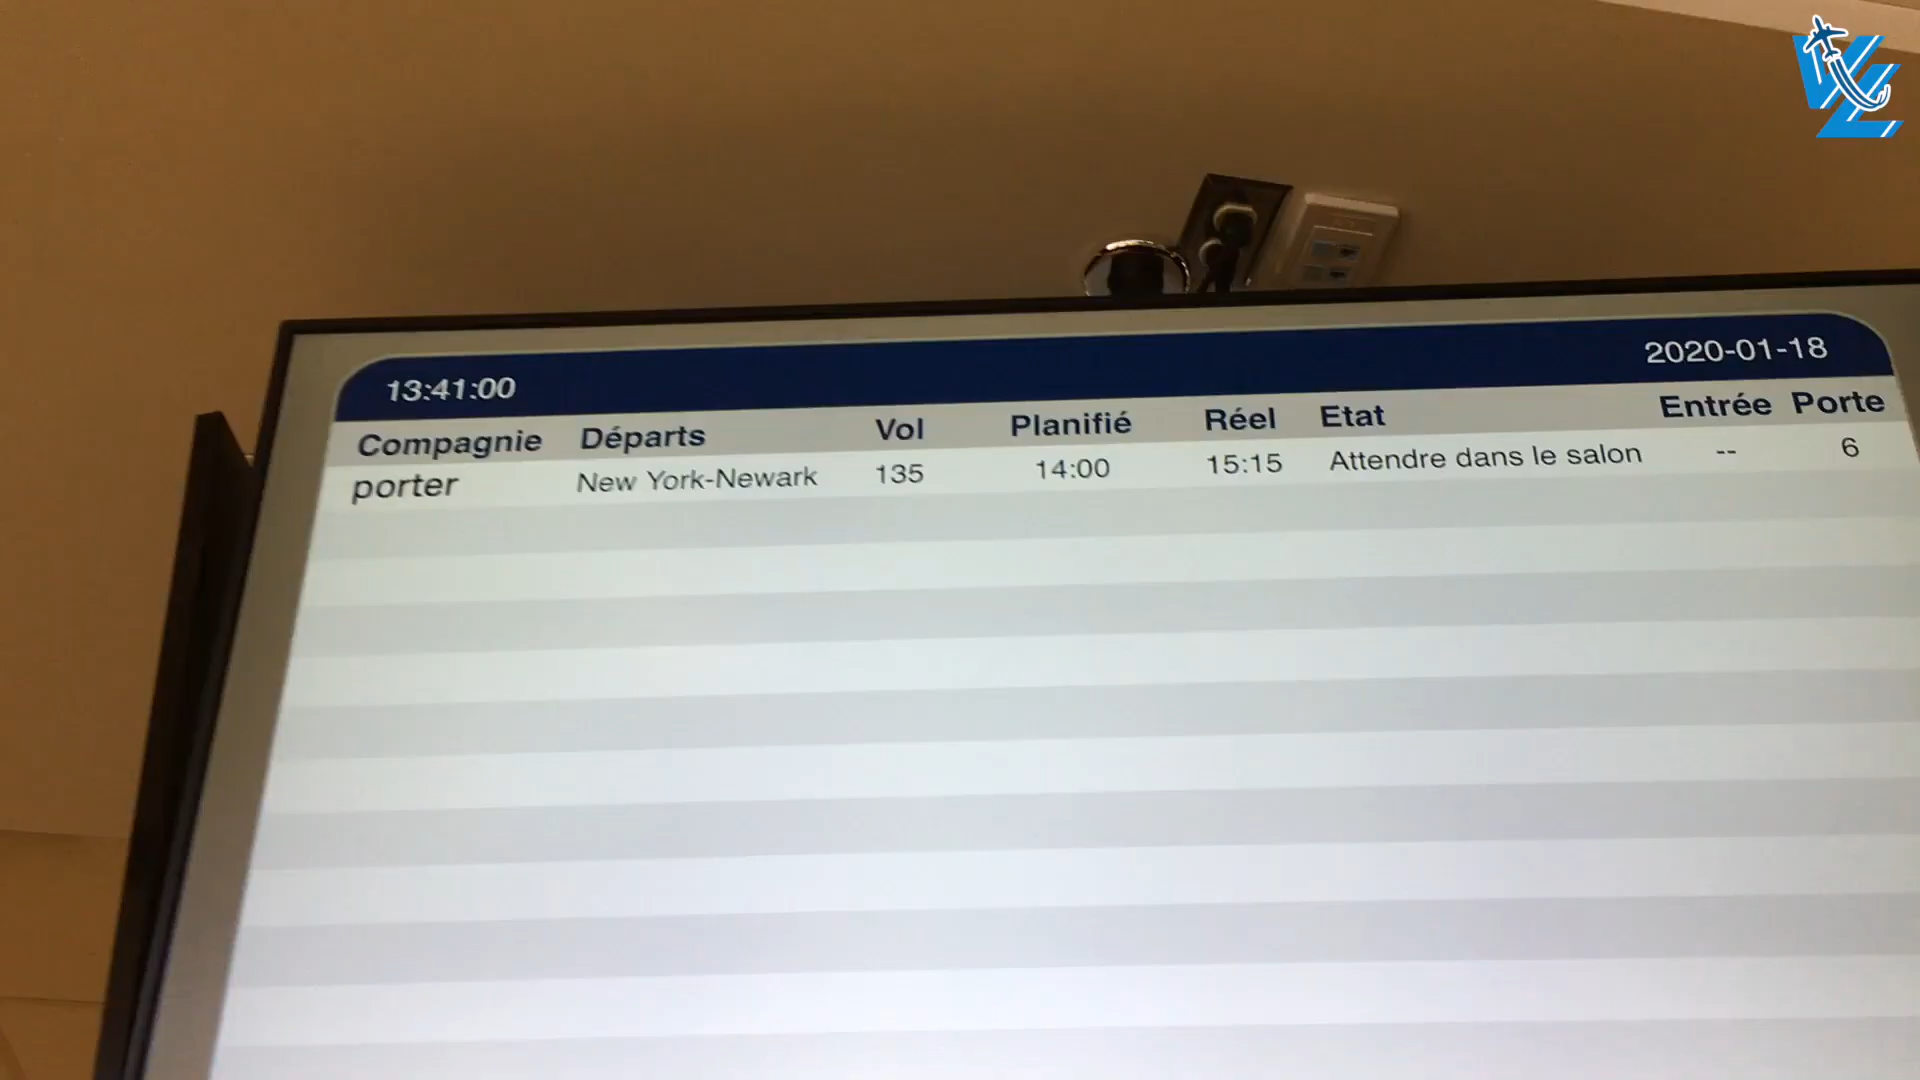 13:41:00 2020-01-18
Compagnie Départs Vol Planifié Réel Etat Entrée Porte
porter New York-Newark 135 14:00 15:15 Attendre dans le salon -- 6